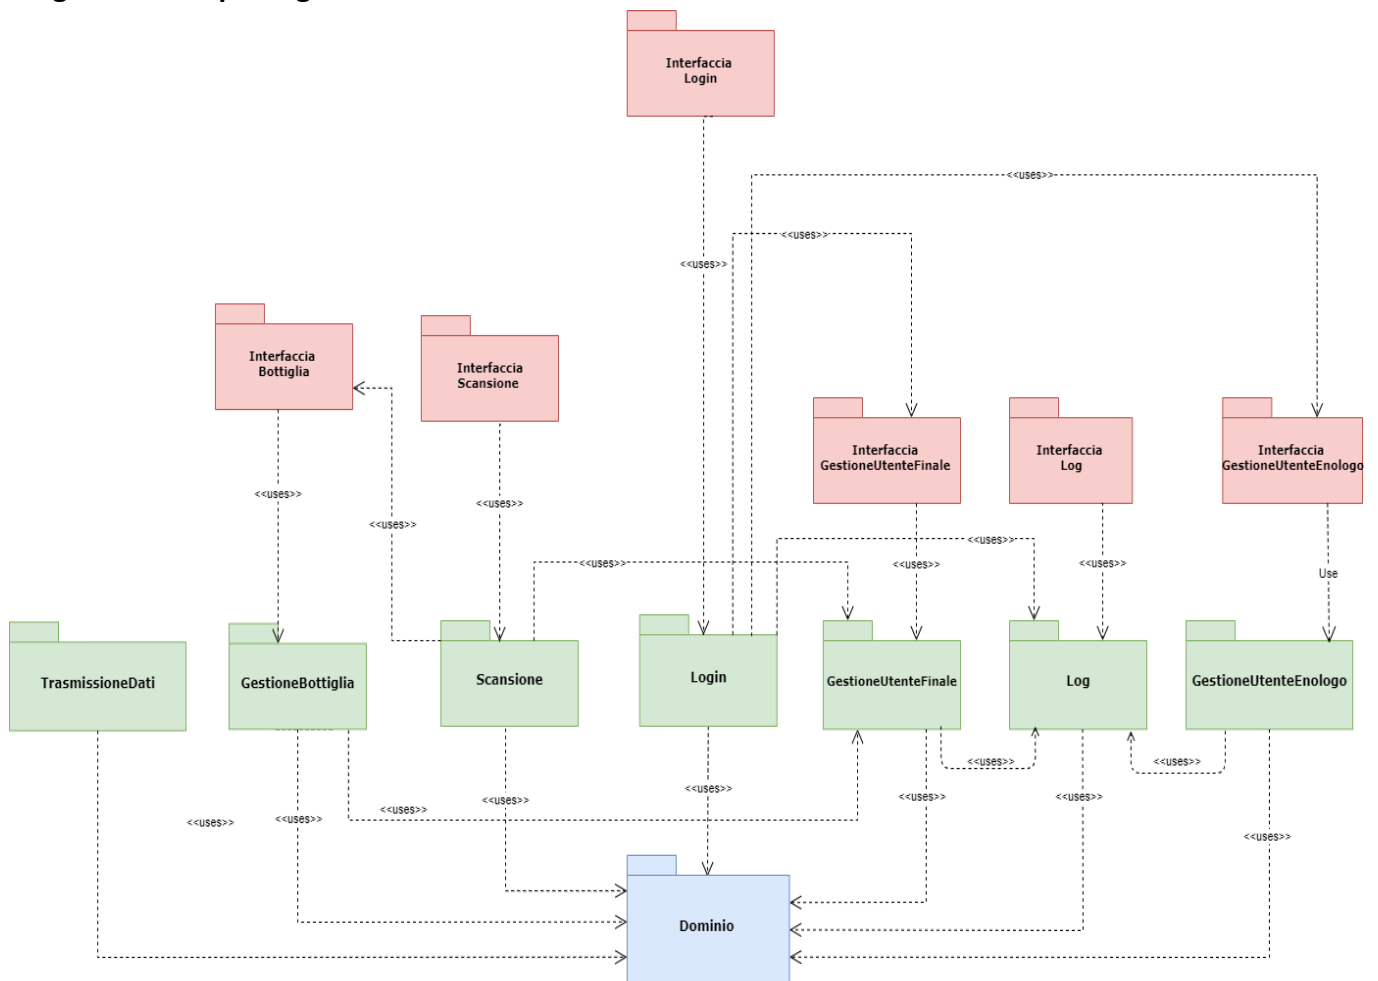 Interfaccia
Login
<<uses>>
<<uses>>
<<uses>>
Interfaccia
Bottiglia
Interfaccia
Scansione
Interfaccia
GestioneUtenteFinale
Interfaccia
Log
Interfaccia
GestioneUtenteEnologo
<<uses>>
<<uses>>
<<uses>>
<<uses>>
<<uses>>
<<uses>>
<<uses>>
Use
TrasmissioneDati
GestioneBottiglia
Scansione
Login
GestioneUtenteFinale
Log
GestioneUtenteEnologo
<<uses>>
<<uses>>
<<uses>>
<<uses>>
<<uses>>
<<uses>>
<<uses>>
<<uses>>
<<uses>>
<<uses>>
Dominio